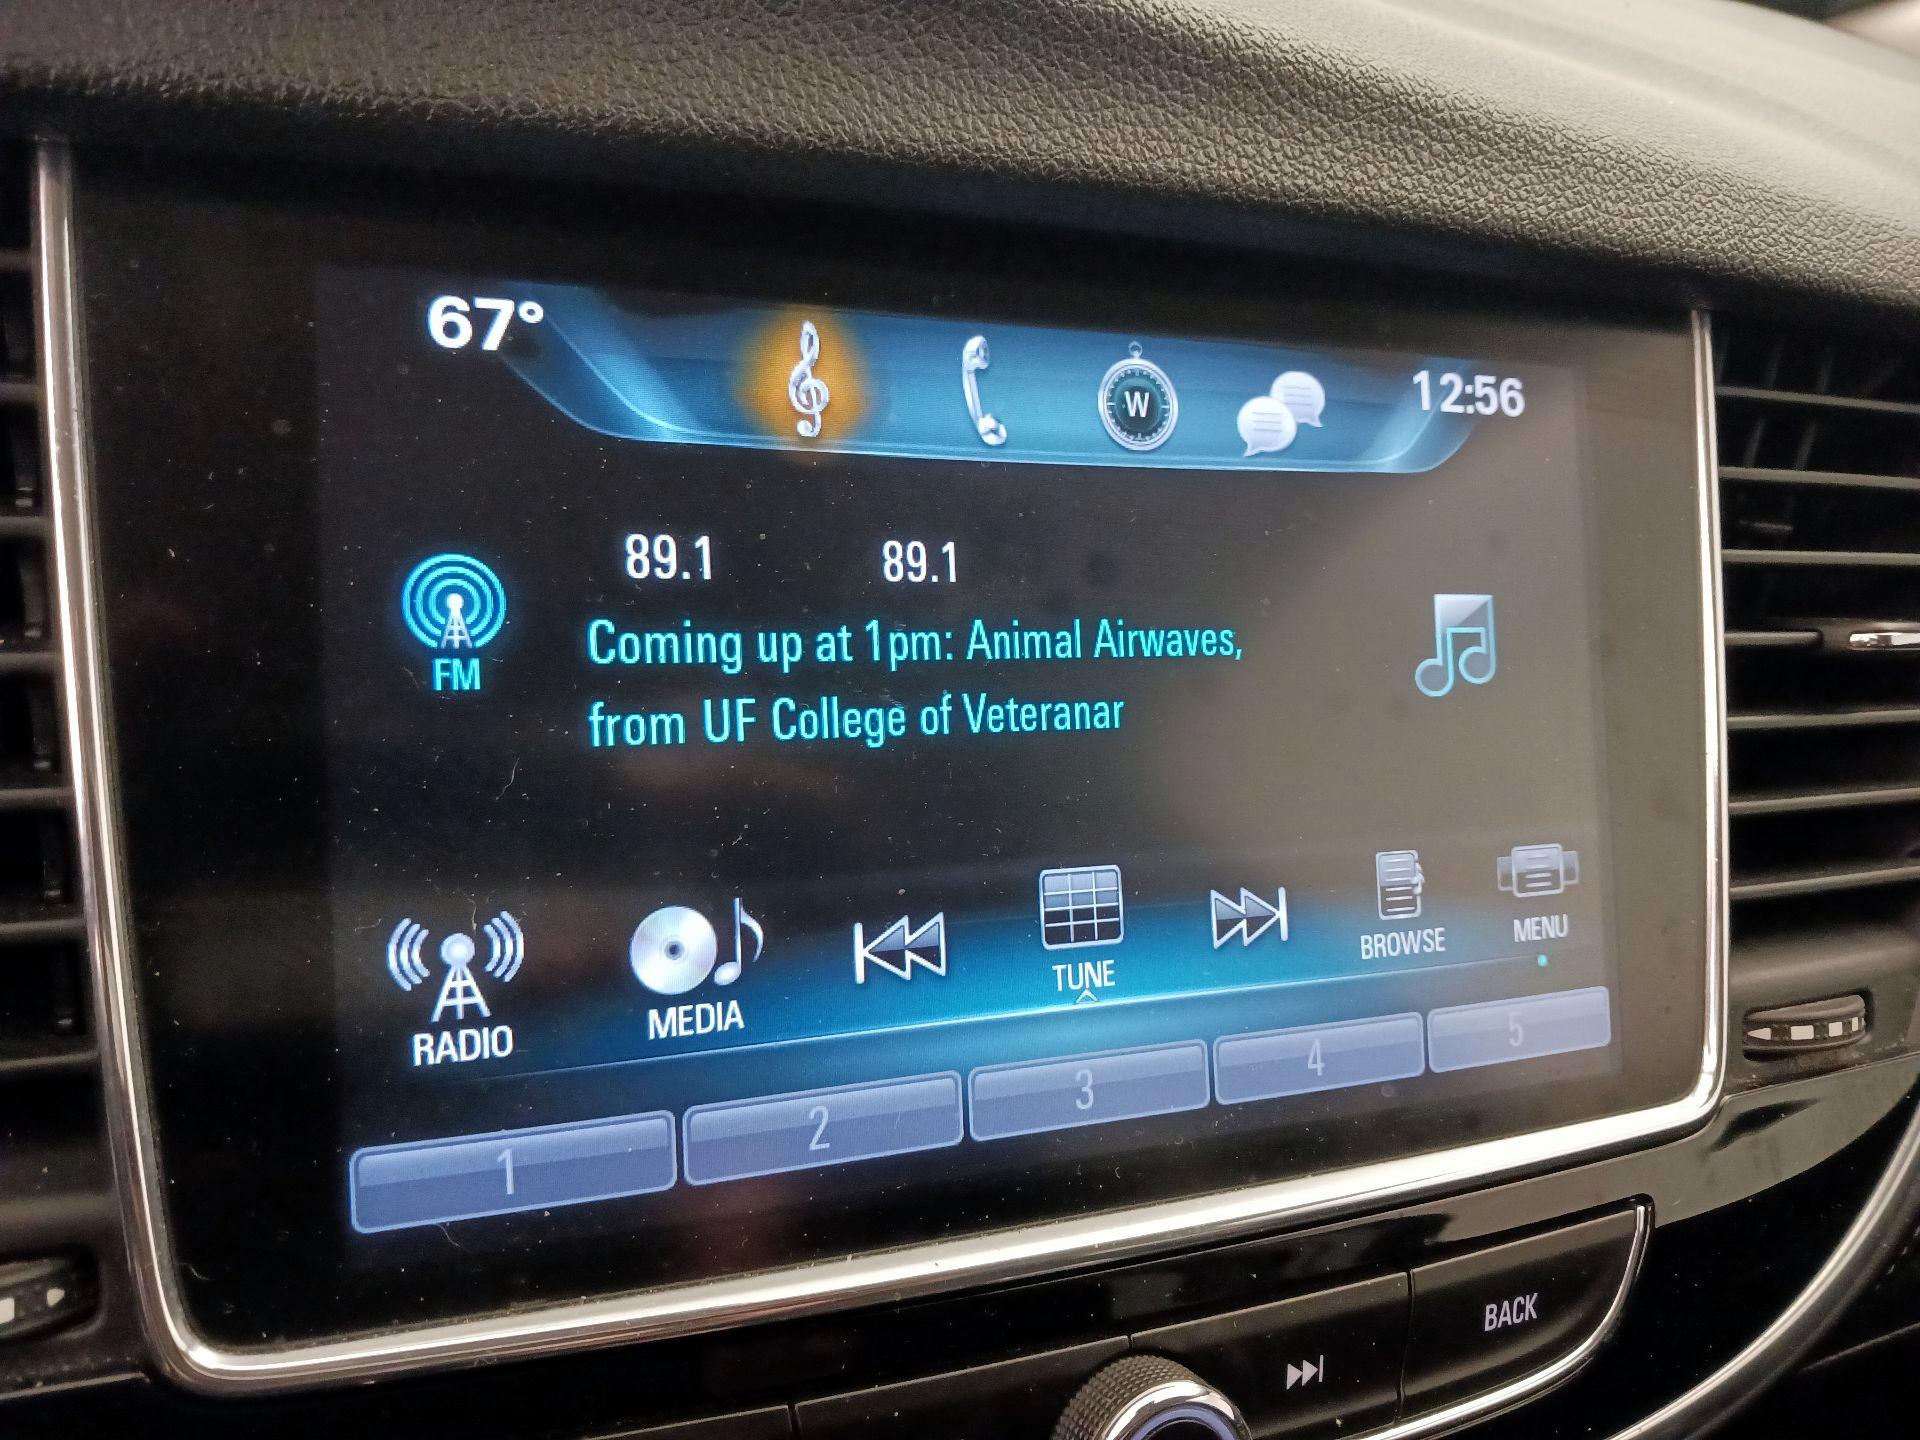 67°
W
12:56
89.1 89.1
FM
Coming up at 1pm: Animal Airwaves,
from UF College of Veteranar
RADIO
MEDIA
TUNE
BROWSE
MENU
1 2 3 4 5
BACK